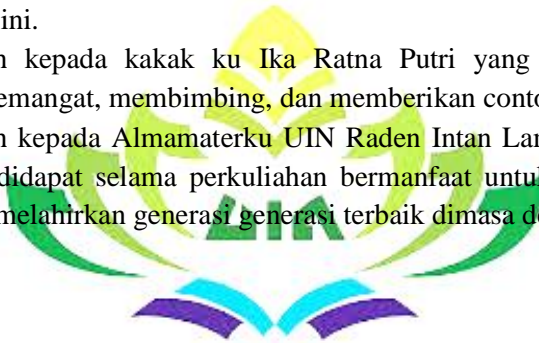 ini.
kepada kakak ku Ika Ratna Putri yang
emangat, membimbing, dan memberikan conto
kepada Almamaterku UIN Raden Intan Lan
didapat selama perkuliahan bermanfaat untuk
melahirkan generasi generasi terbaik dimasa de
UIN